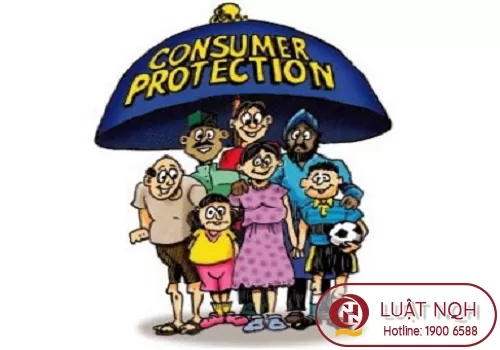 CONSUMER
PROTECTION
LUẬT NQH
Hotline: 1900 6588